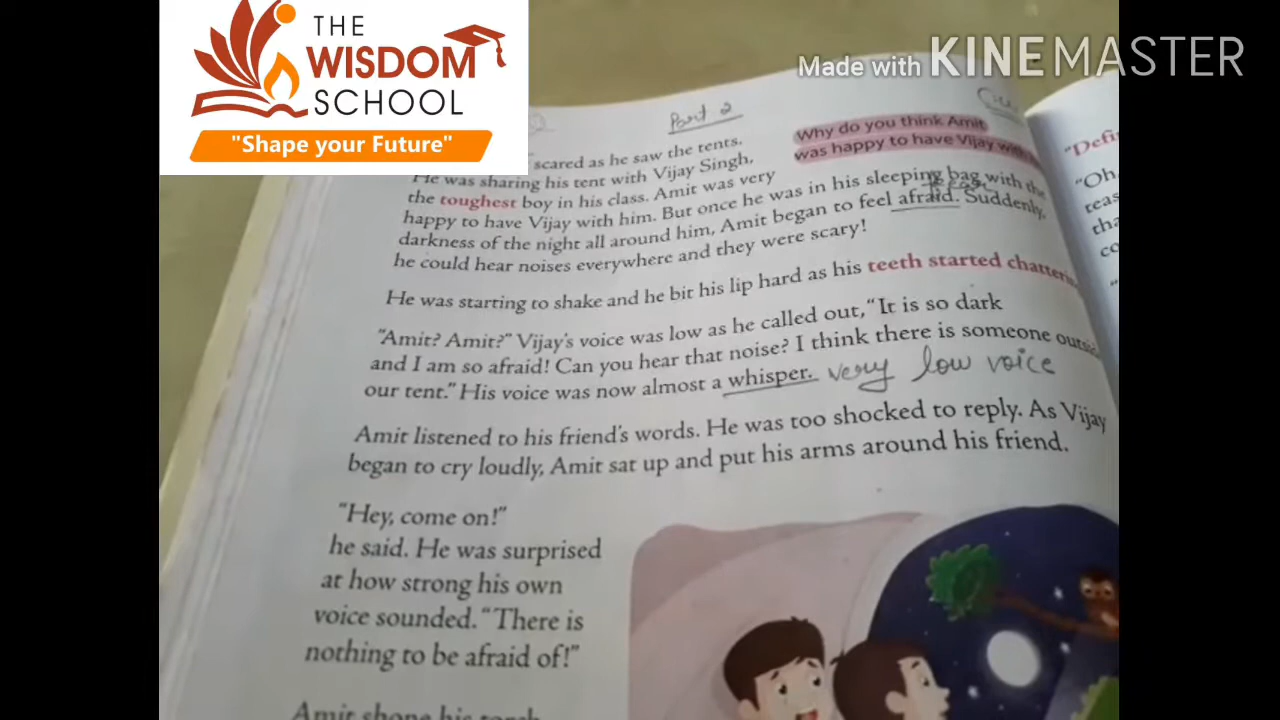 THE
WISDOM
SCHOOL
"Shape your Future"
Made with KINEMASTER
Part 2
Why do you think Amit
was happy to have Vijay with
scared as he saw the tents.
He was sharing his tent with Vijay Singh,
the toughest boy in his class. Amit was very
happy to have Vijay with him. But once he was in his sleeping bag with the
darkness of the night all around him, Amit began to feel afraid. Suddenly,
he could hear noises everywhere and they were scary!
He was starting to shake and he bit his lip hard as his teeth started
"Amit? Amit?" Vijay's voice was low as he called out, "It is so dark
and I am so afraid! Can you hear that noise? I think there is someone
our tent." His voice was now almost a whisper. very low voice
Amit listened to his friend's words. He was too shocked to reply. As Vijay
began to cry loudly, Amit sat up and put his arms around his friend.
"Hey, come on!"
he said. He was surprised
at how strong his own
voice sounded. "There is
nothing to be afraid of!"
Amit shone his torch
"Oh,